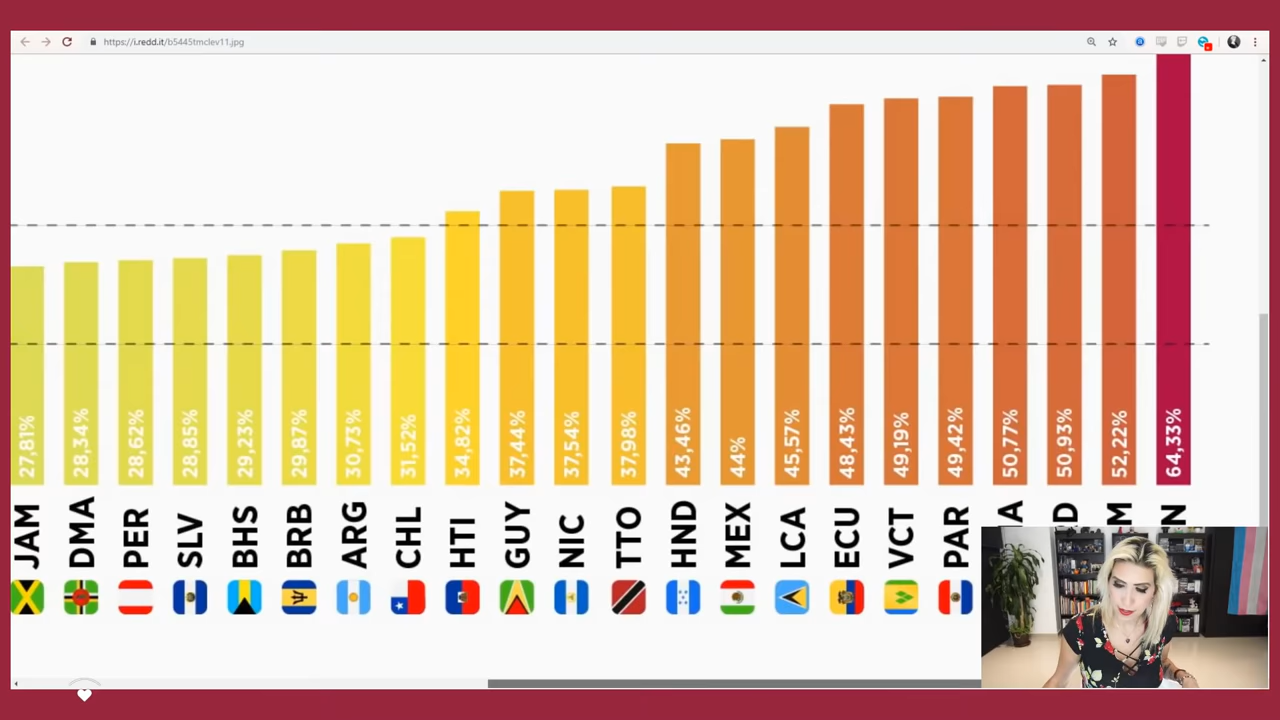 https://i.redd.it/b5445tmclev11.jpg
27,81%
28,34%
28,62%
28,85%
29,23%
29,87%
30,73%
31,52%
34,82%
37,44%
37,54%
37,98%
43,46%
44%
45,57%
48,43%
49,19%
49,42%
50,77%
50,93%
52,22%
64,33%
JAM
DMA
PER
SLV
BHS
BRB
ARG
CHL
HTI
GUY
NIC
TTO
HND
MEX
LCA
ECU
VCT
PAR
A
D
M
N